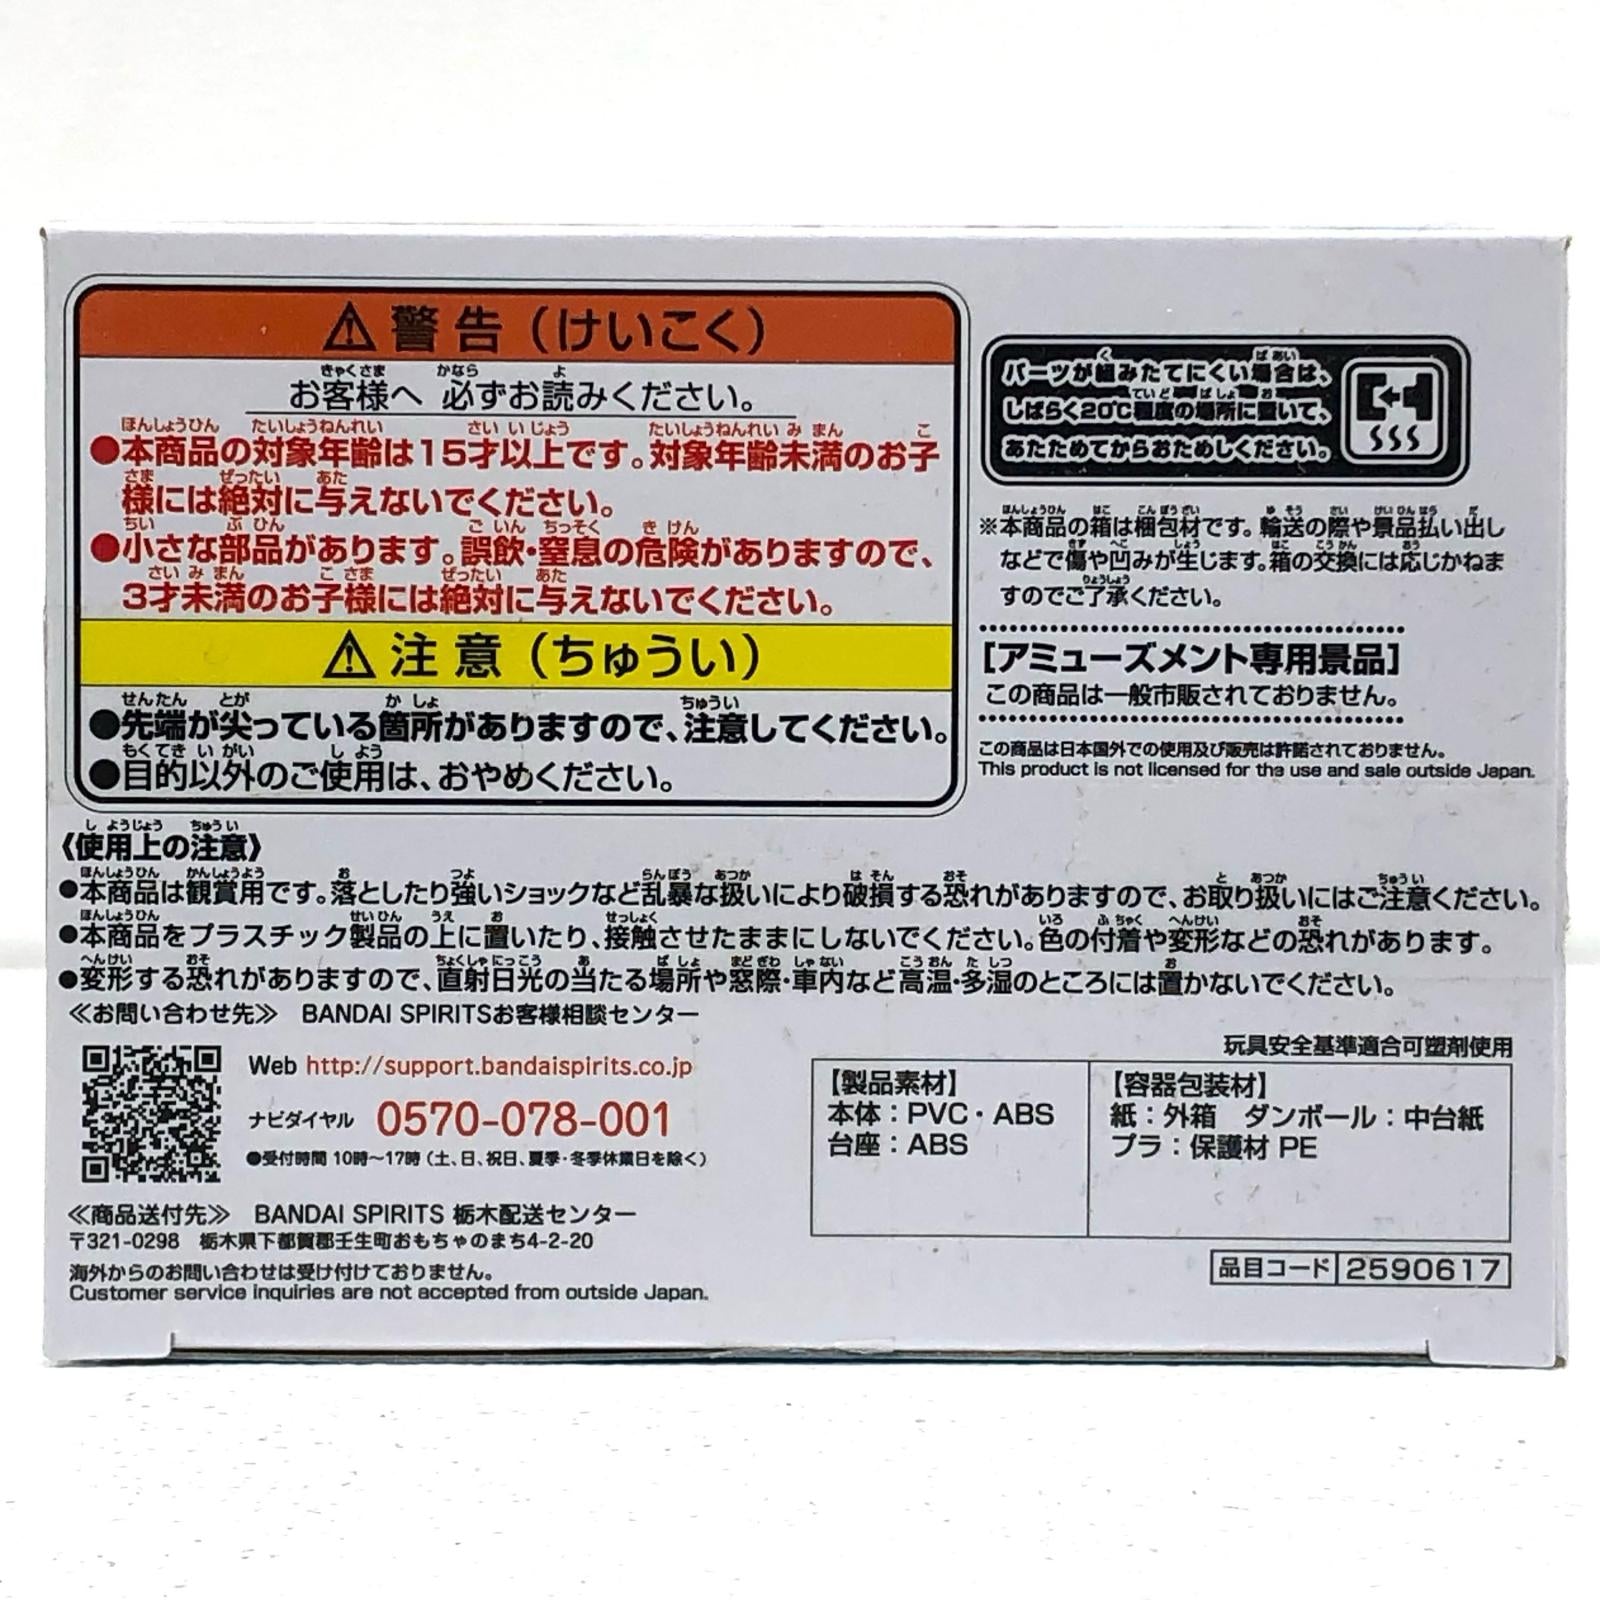 ⚠警告（けいこく）
お客様へ 必ずお読みください。
●本商品の対象年齢は15才以上です。対象年齢未満のお子
様には絶対に与えないでください。
●小さな部品があります。誤飲・窒息の危険がありますので、
3才未満のお子様には絶対に与えないでください。
⚠注意（ちゅうい）
●先端が尖っている箇所がありますので、注意してください。
●目的以外のご使用は、おやめください。
パーツが組みたてにくい場合は、
しばらく20℃程度の場所に置いて、
あたためてからおためしください。
※本商品の箱は梱包材です。輸送の際や景品払い出し
などで傷や凹みが生じます。箱の交換には応じかねま
すのでご了承ください。
[アミューズメント専用景品]
この商品は一般市販されておりません。
この商品は日本国外での使用及び販売は許諾されておりません。
This product is not licensed for the use and sale outside Japan.
《使用上の注意》
●本商品は観賞用です。落としたり強いショックなど乱暴な扱いにより破損する恐れがありますので、お取り扱いにはご注意ください。
●本商品をプラスチック製品の上に置いたり、接触させたままにしないでください。色の付着や変形などの恐れがあります。
●変形する恐れがありますので、直射日光の当たる場所や窓際・車内など高温・多湿のところには置かないでください。
≪お問い合わせ先≫ BANDAI SPIRITSお客様相談センター
Web http://support.bandaispirits.co.jp
ナビダイヤル 0570-078-001
●受付時間 10時～17時（土、日、祝日、夏季・冬季休業日を除く）
≪商品送付先≫ BANDAI SPIRITS 栃木配送センター
〒321-0298 栃木県下都賀郡壬生町おもちゃのまち4-2-20
海外からのお問い合わせは受け付けておりません。
Customer service inquiries are not accepted from outside Japan.
玩具安全基準適合可塑剤使用
【製品素材】
本体：PVC・ABS
台座：ABS
【容器包装材】
紙：外箱 ダンボール：中台紙
プラ：保護材 PE
品目コード 2590617